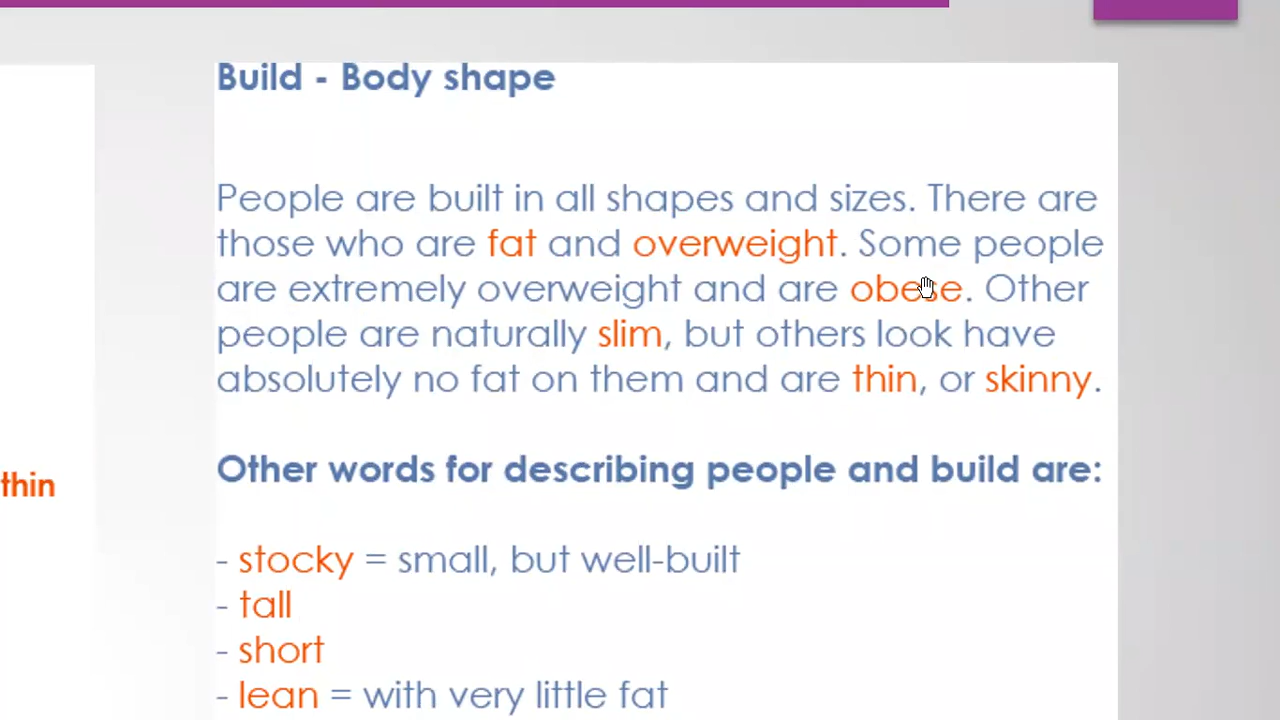 Build - Body shape
People are built in all shapes and sizes. There are
those who are fat and overweight. Some people
are extremely overweight and are obese. Other
people are naturally slim, but others look have
absolutely no fat on them and are thin, or skinny.
Other words for describing people and build are:
thin
- stocky = small, but well-built
- tall
- short
- lean = with very little fat